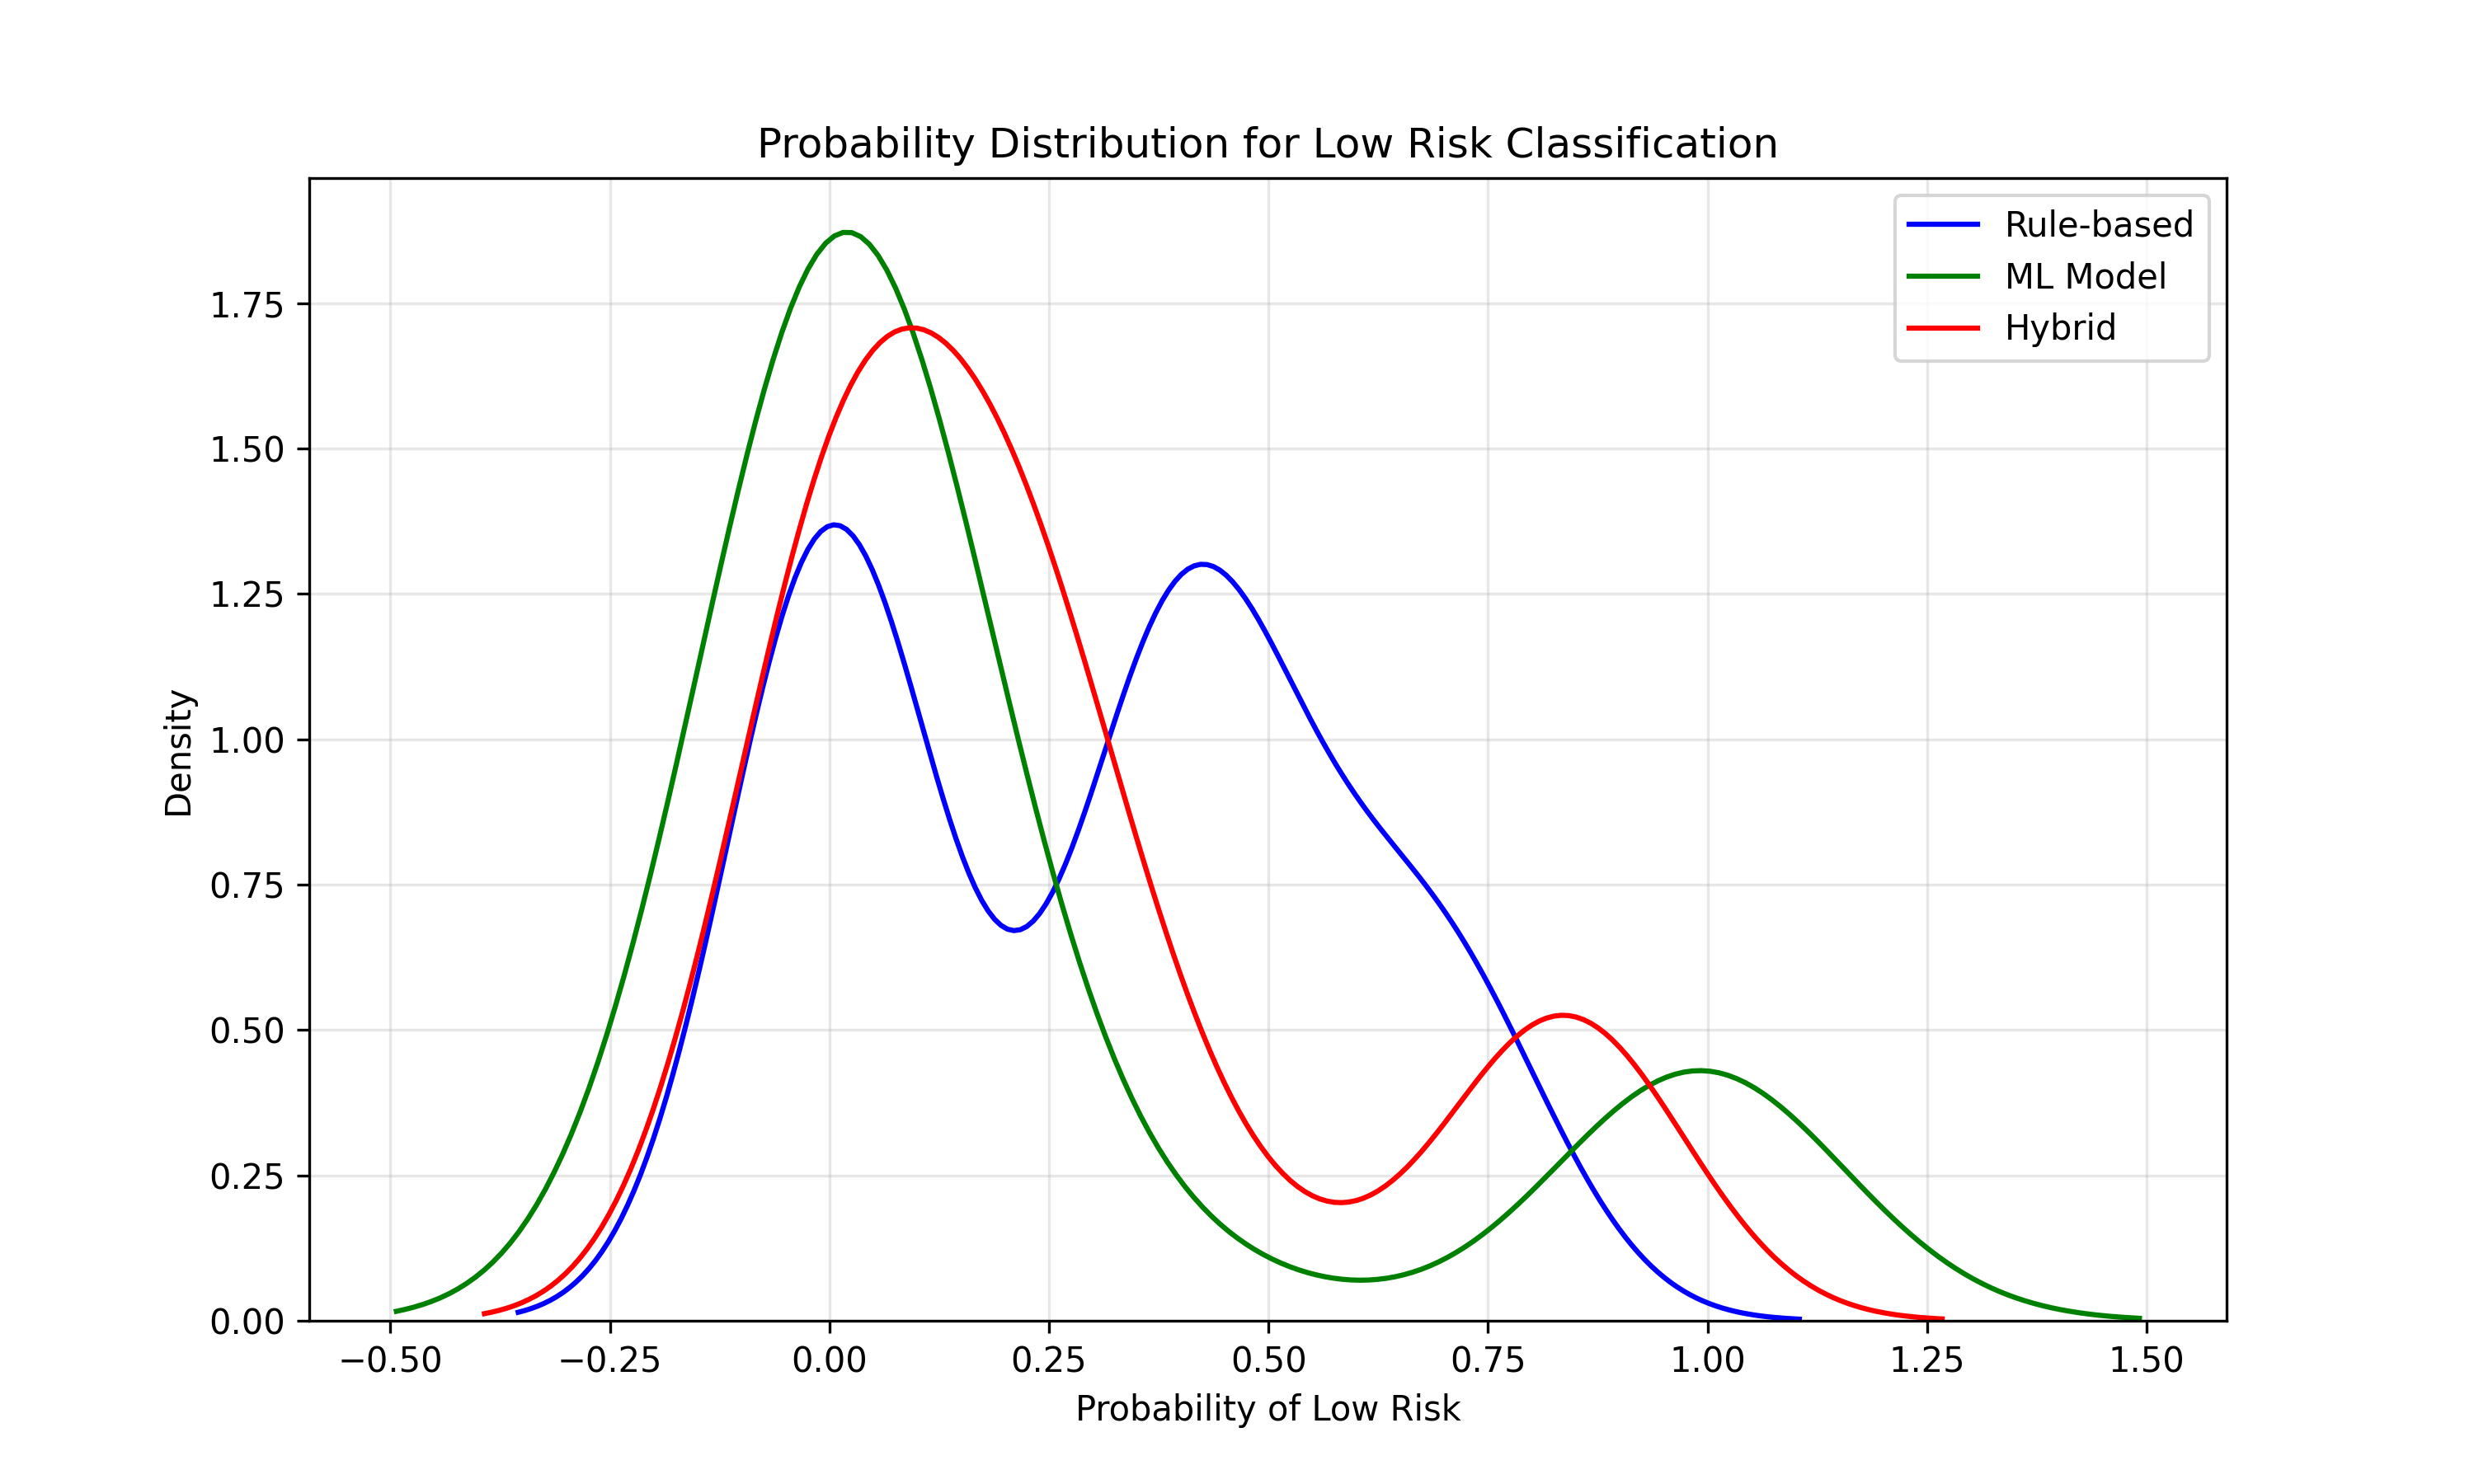 Probability Distribution for Low Risk Classification
Rule-based
ML Model
Hybrid
Density
1.75
1.50
1.25
1.00
0.75
0.50
0.25
0.00
−0.50
−0.25
0.00
0.25
0.50
0.75
1.00
1.25
1.50
Probability of Low Risk